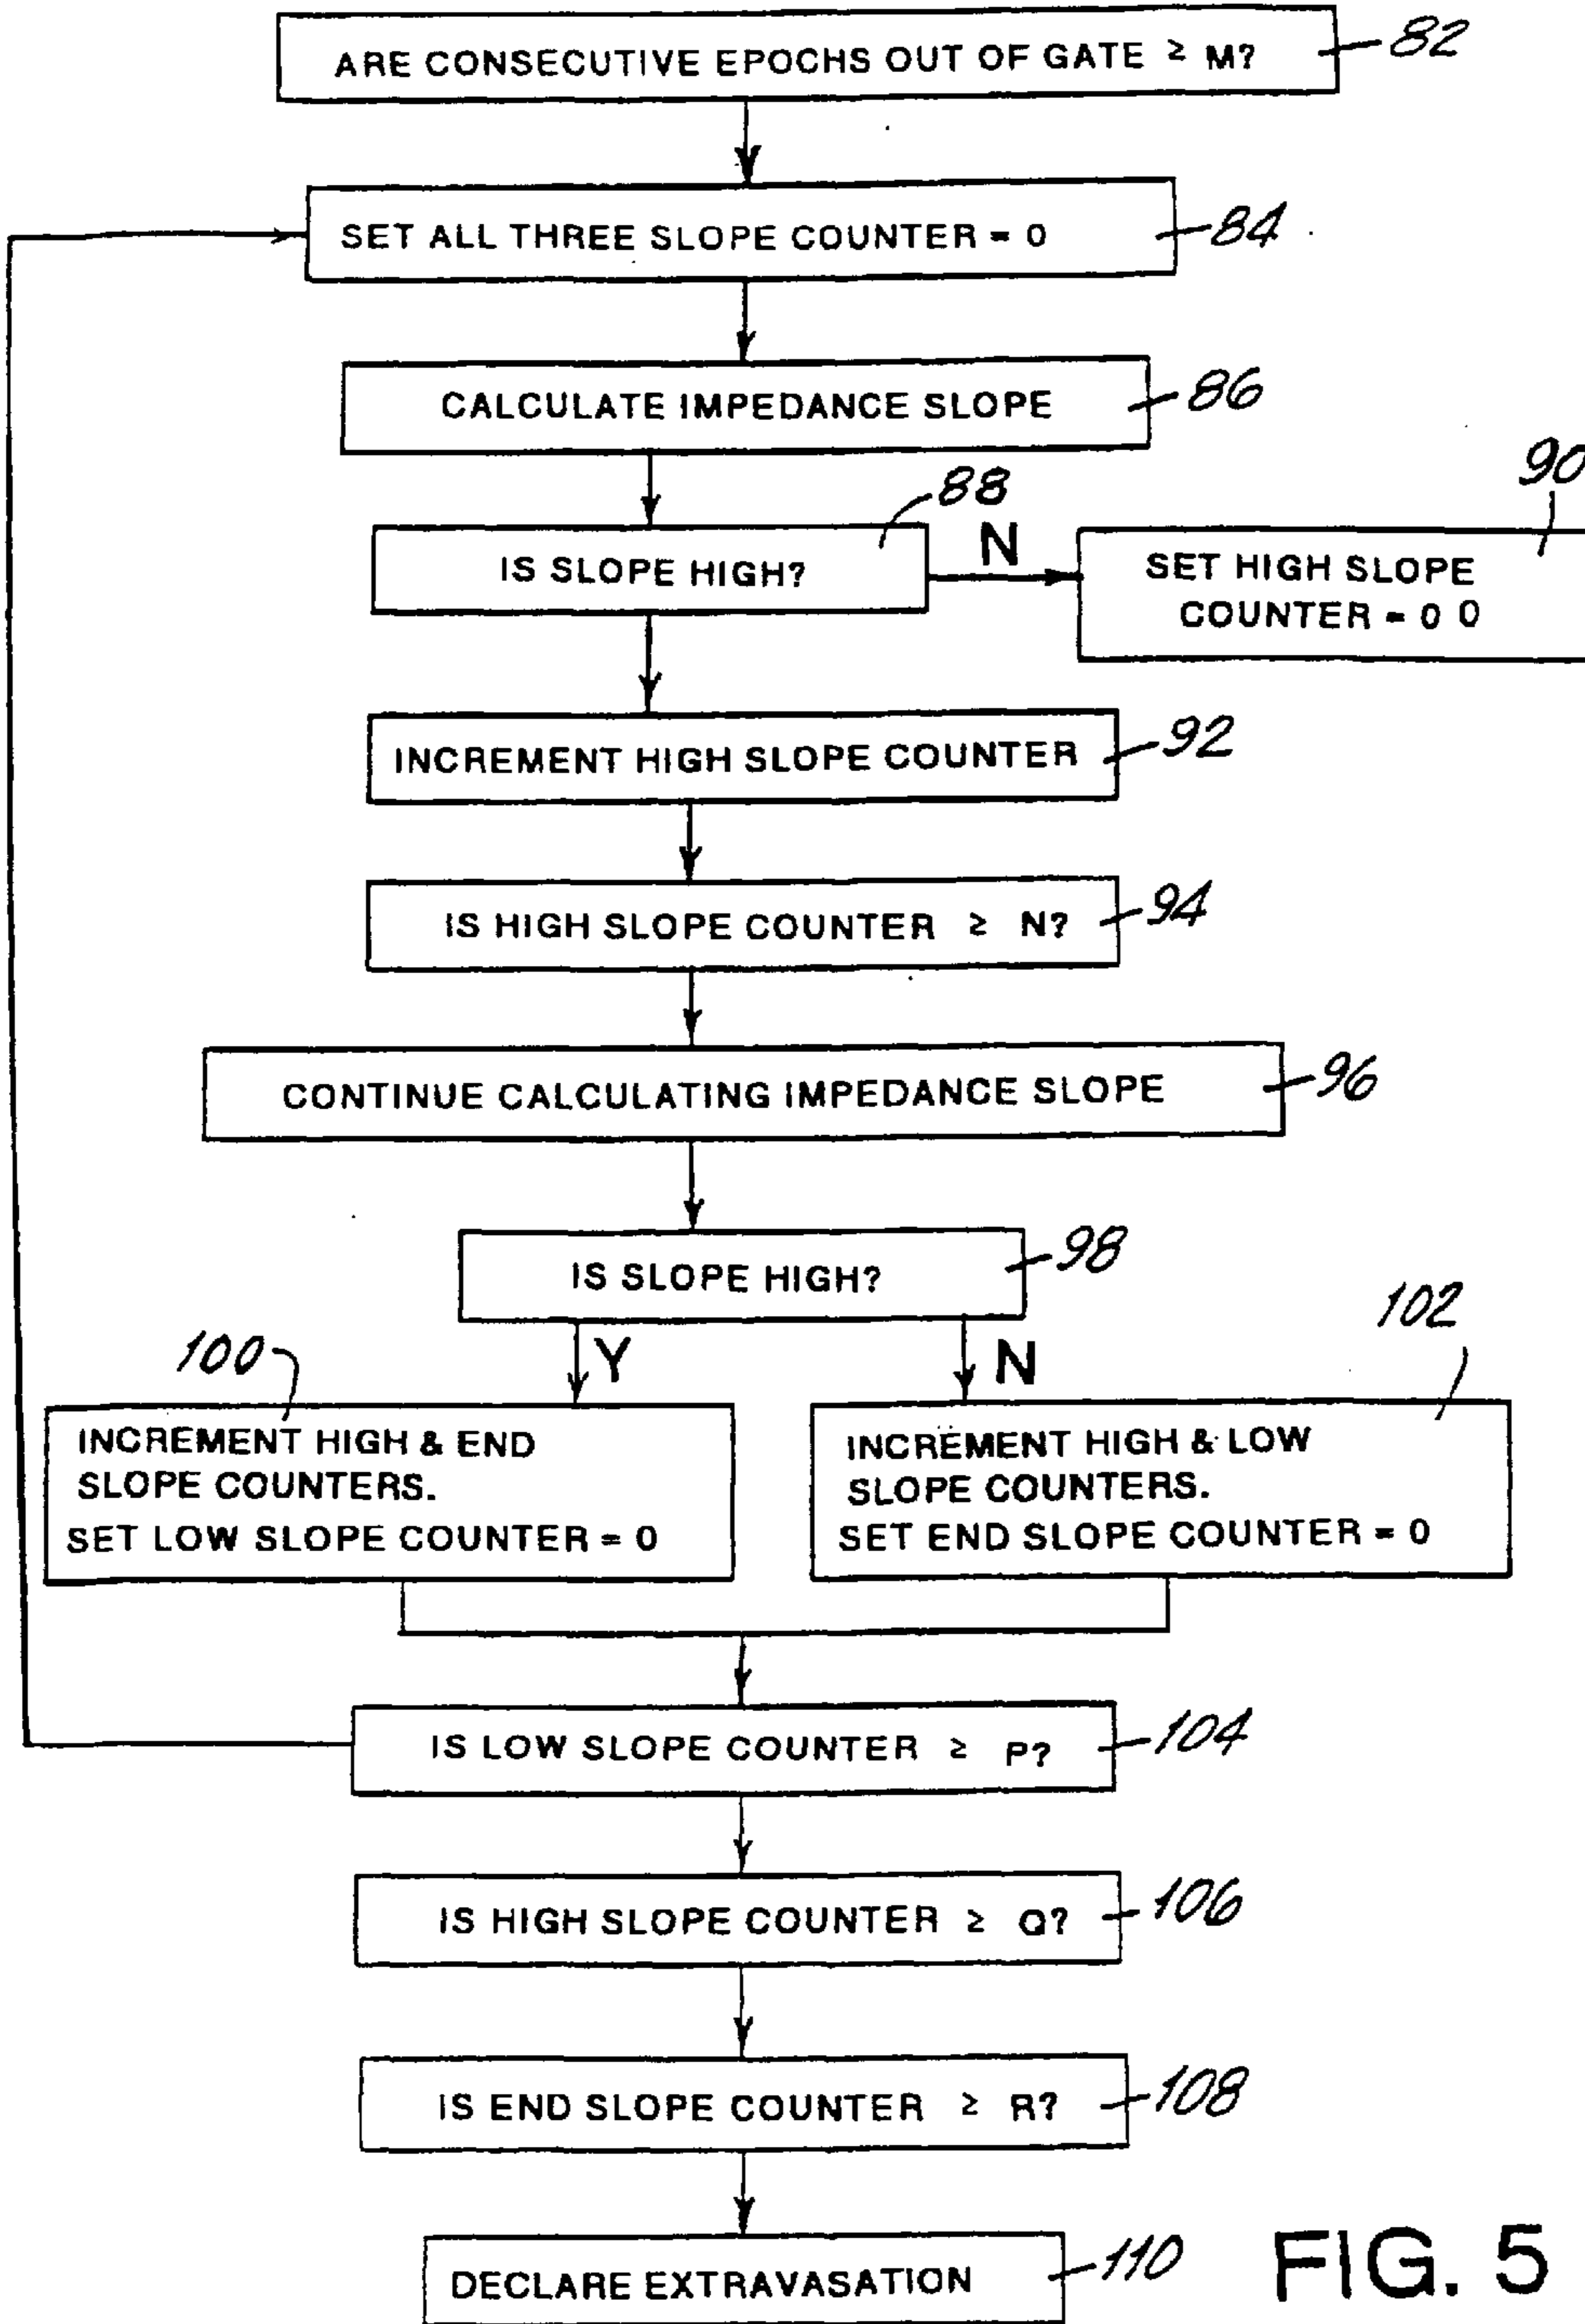 ARE CONSECUTIVE EPOCHS OUT OF GATE ≥ M?
82
SET ALL THREE SLOPE COUNTER = 0
84
CALCULATE IMPEDANCE SLOPE
86
IS SLOPE HIGH?
88
N
SET HIGH SLOPE
COUNTER = 0 0
90
INCREMENT HIGH SLOPE COUNTER
92
IS HIGH SLOPE COUNTER ≥ N?
94
CONTINUE CALCULATING IMPEDANCE SLOPE
96
IS SLOPE HIGH?
98
Y
N
100
INCREMENT HIGH & END
SLOPE COUNTERS.
SET LOW SLOPE COUNTER = 0
102
INCREMENT HIGH & LOW
SLOPE COUNTERS.
SET END SLOPE COUNTER = 0
IS LOW SLOPE COUNTER ≥ P?
104
IS HIGH SLOPE COUNTER ≥ Q?
106
IS END SLOPE COUNTER ≥ R?
108
DECLARE EXTRAVASATION
110
FIG. 5